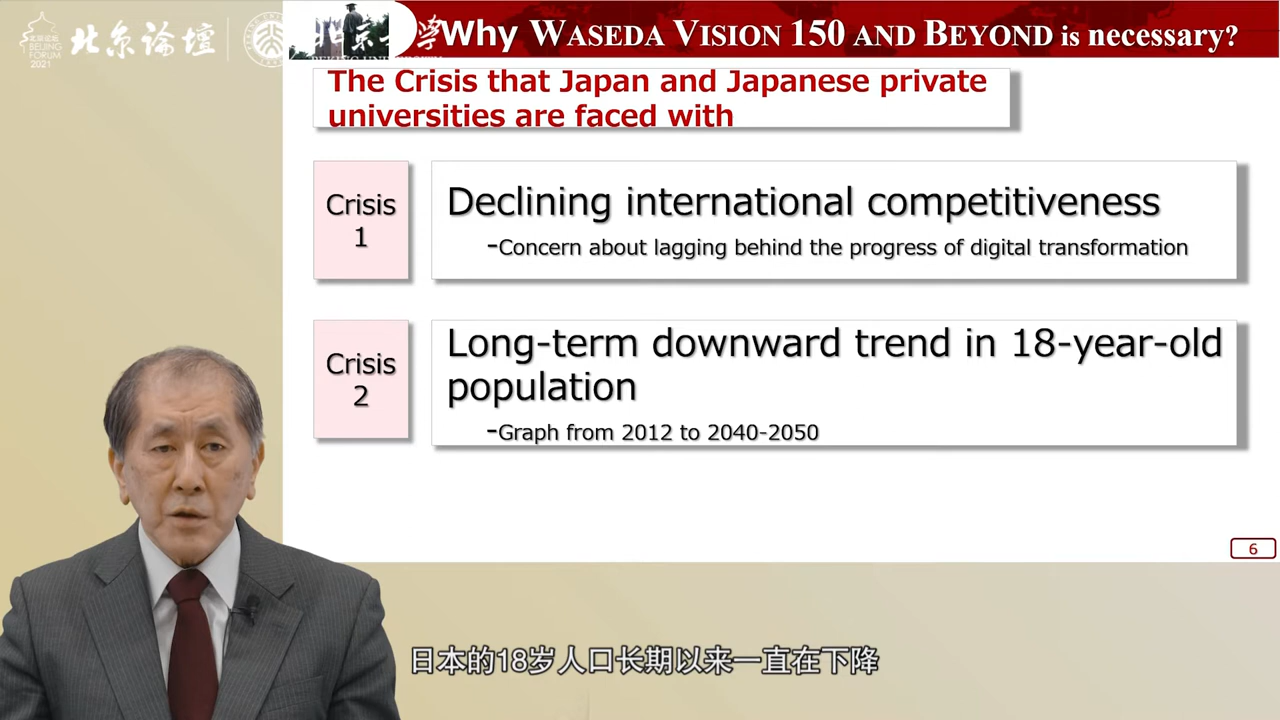 北京论坛
BEIJING
FORUM
2021
学
Why WASEDA VISION 150 AND BEYOND is necessary?
The Crisis that Japan and Japanese private
universities are faced with
Crisis
1
Declining international competitiveness
-Concern about lagging behind the progress of digital transformation
Crisis
2
Long-term downward trend in 18-year-old
population
-Graph from 2012 to 2040-2050
6
日本的18岁人口长期以来一直在下降